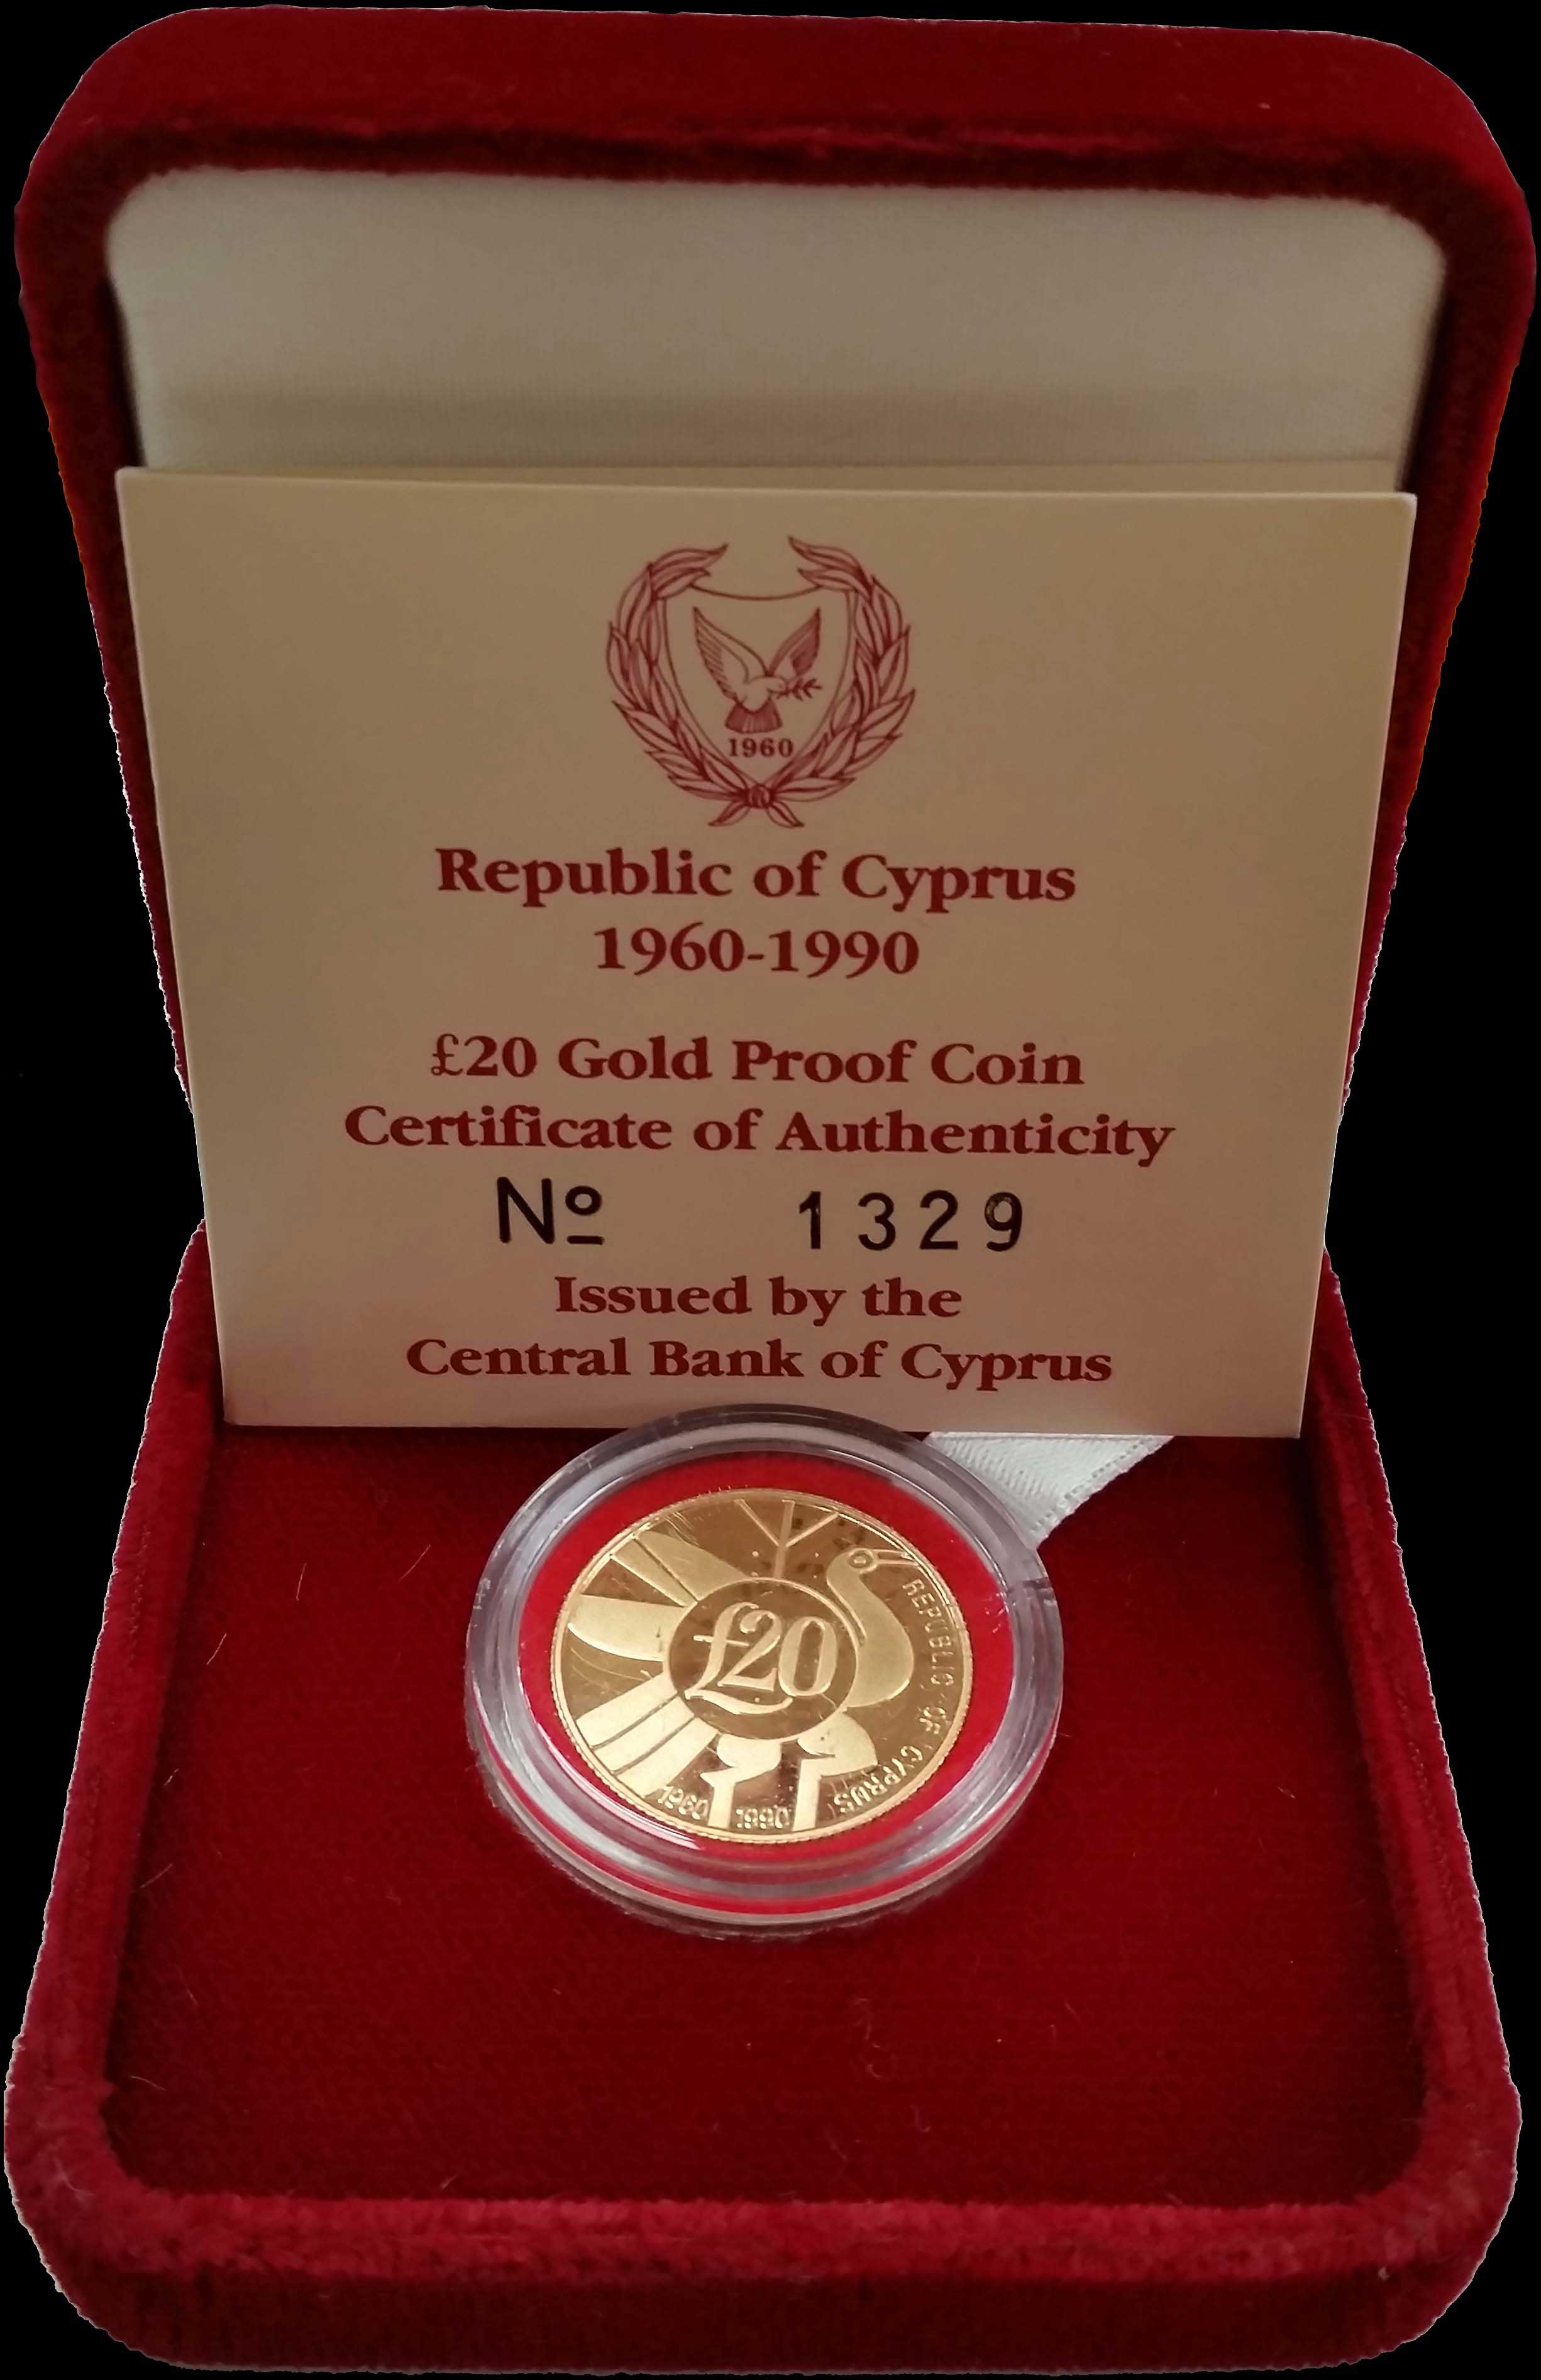 1960
Republic of Cyprus
1960-1990
£20 Gold Proof Coin
Certificate of Authenticity
Nº 1329
Issued by the
Central Bank of Cyprus
£20
REPUBLIC OF CYPRUS
1960 1990